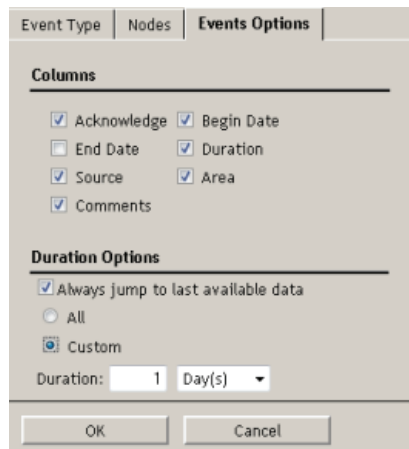 Event Type Nodes Events Options
Columns
Acknowledge Begin Date
End Date Duration
Source Area
Comments
Duration Options
Always jump to last available data
All
Custom
Duration: 1 Day(s)
OK Cancel